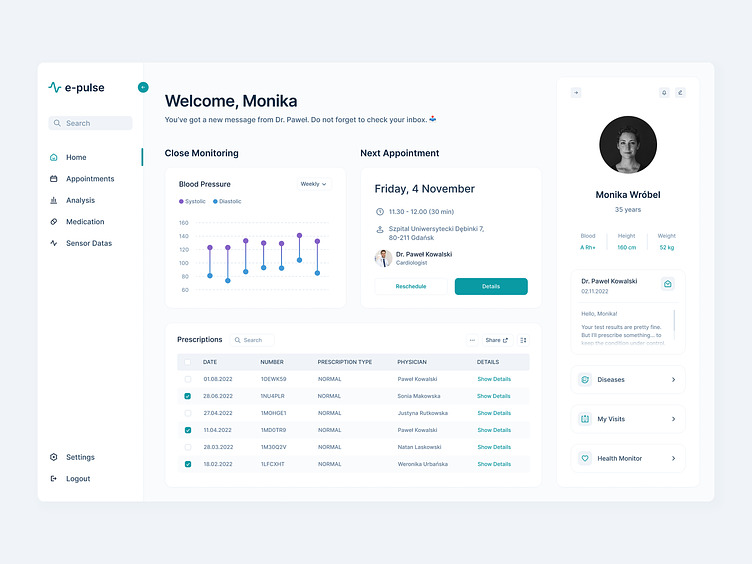 e-pulse
Search
Home
Appointments
Analysis
Medication
Sensor Datas
Settings
Logout
Welcome, Monika
You've got a new message from Dr. Paweł. Do not forget to check your inbox.
Close Monitoring
Blood Pressure
Weekly
Systolic Diastolic
160
140
120
100
80
60
Next Appointment
Friday, 4 November
11.30 - 12.00 (30 min)
Szpital Uniwersytecki Dębinki 7,
80-211 Gdańsk
Dr. Paweł Kowalski
Cardiologist
Reschedule Details
Prescriptions Search ... Share
DATE NUMBER PRESCRIPTION TYPE PHYSICIAN DETAILS
01.08.2022 1OEWK59 NORMAL Paweł Kowalski Show Details
28.06.2022 1NU4PLR NORMAL Sonia Makowska Show Details
27.04.2022 1M0HGE1 NORMAL Justyna Rutkowska Show Details
11.04.2022 1MD0TR9 NORMAL Paweł Kowalski Show Details
28.03.2022 1M30Q2V NORMAL Natan Laskowski Show Details
18.02.2022 1LFCXHT NORMAL Weronika Urbańska Show Details
Monika Wróbel
35 years
Blood Height Weight
A Rh+ 160 cm 52 kg
Dr. Paweł Kowalski
02.11.2022
Hello, Monika!
Your test results are pretty fine.
But I'll prescribe something... to
keep the condition under control.
Diseases
My Visits
Health Monitor